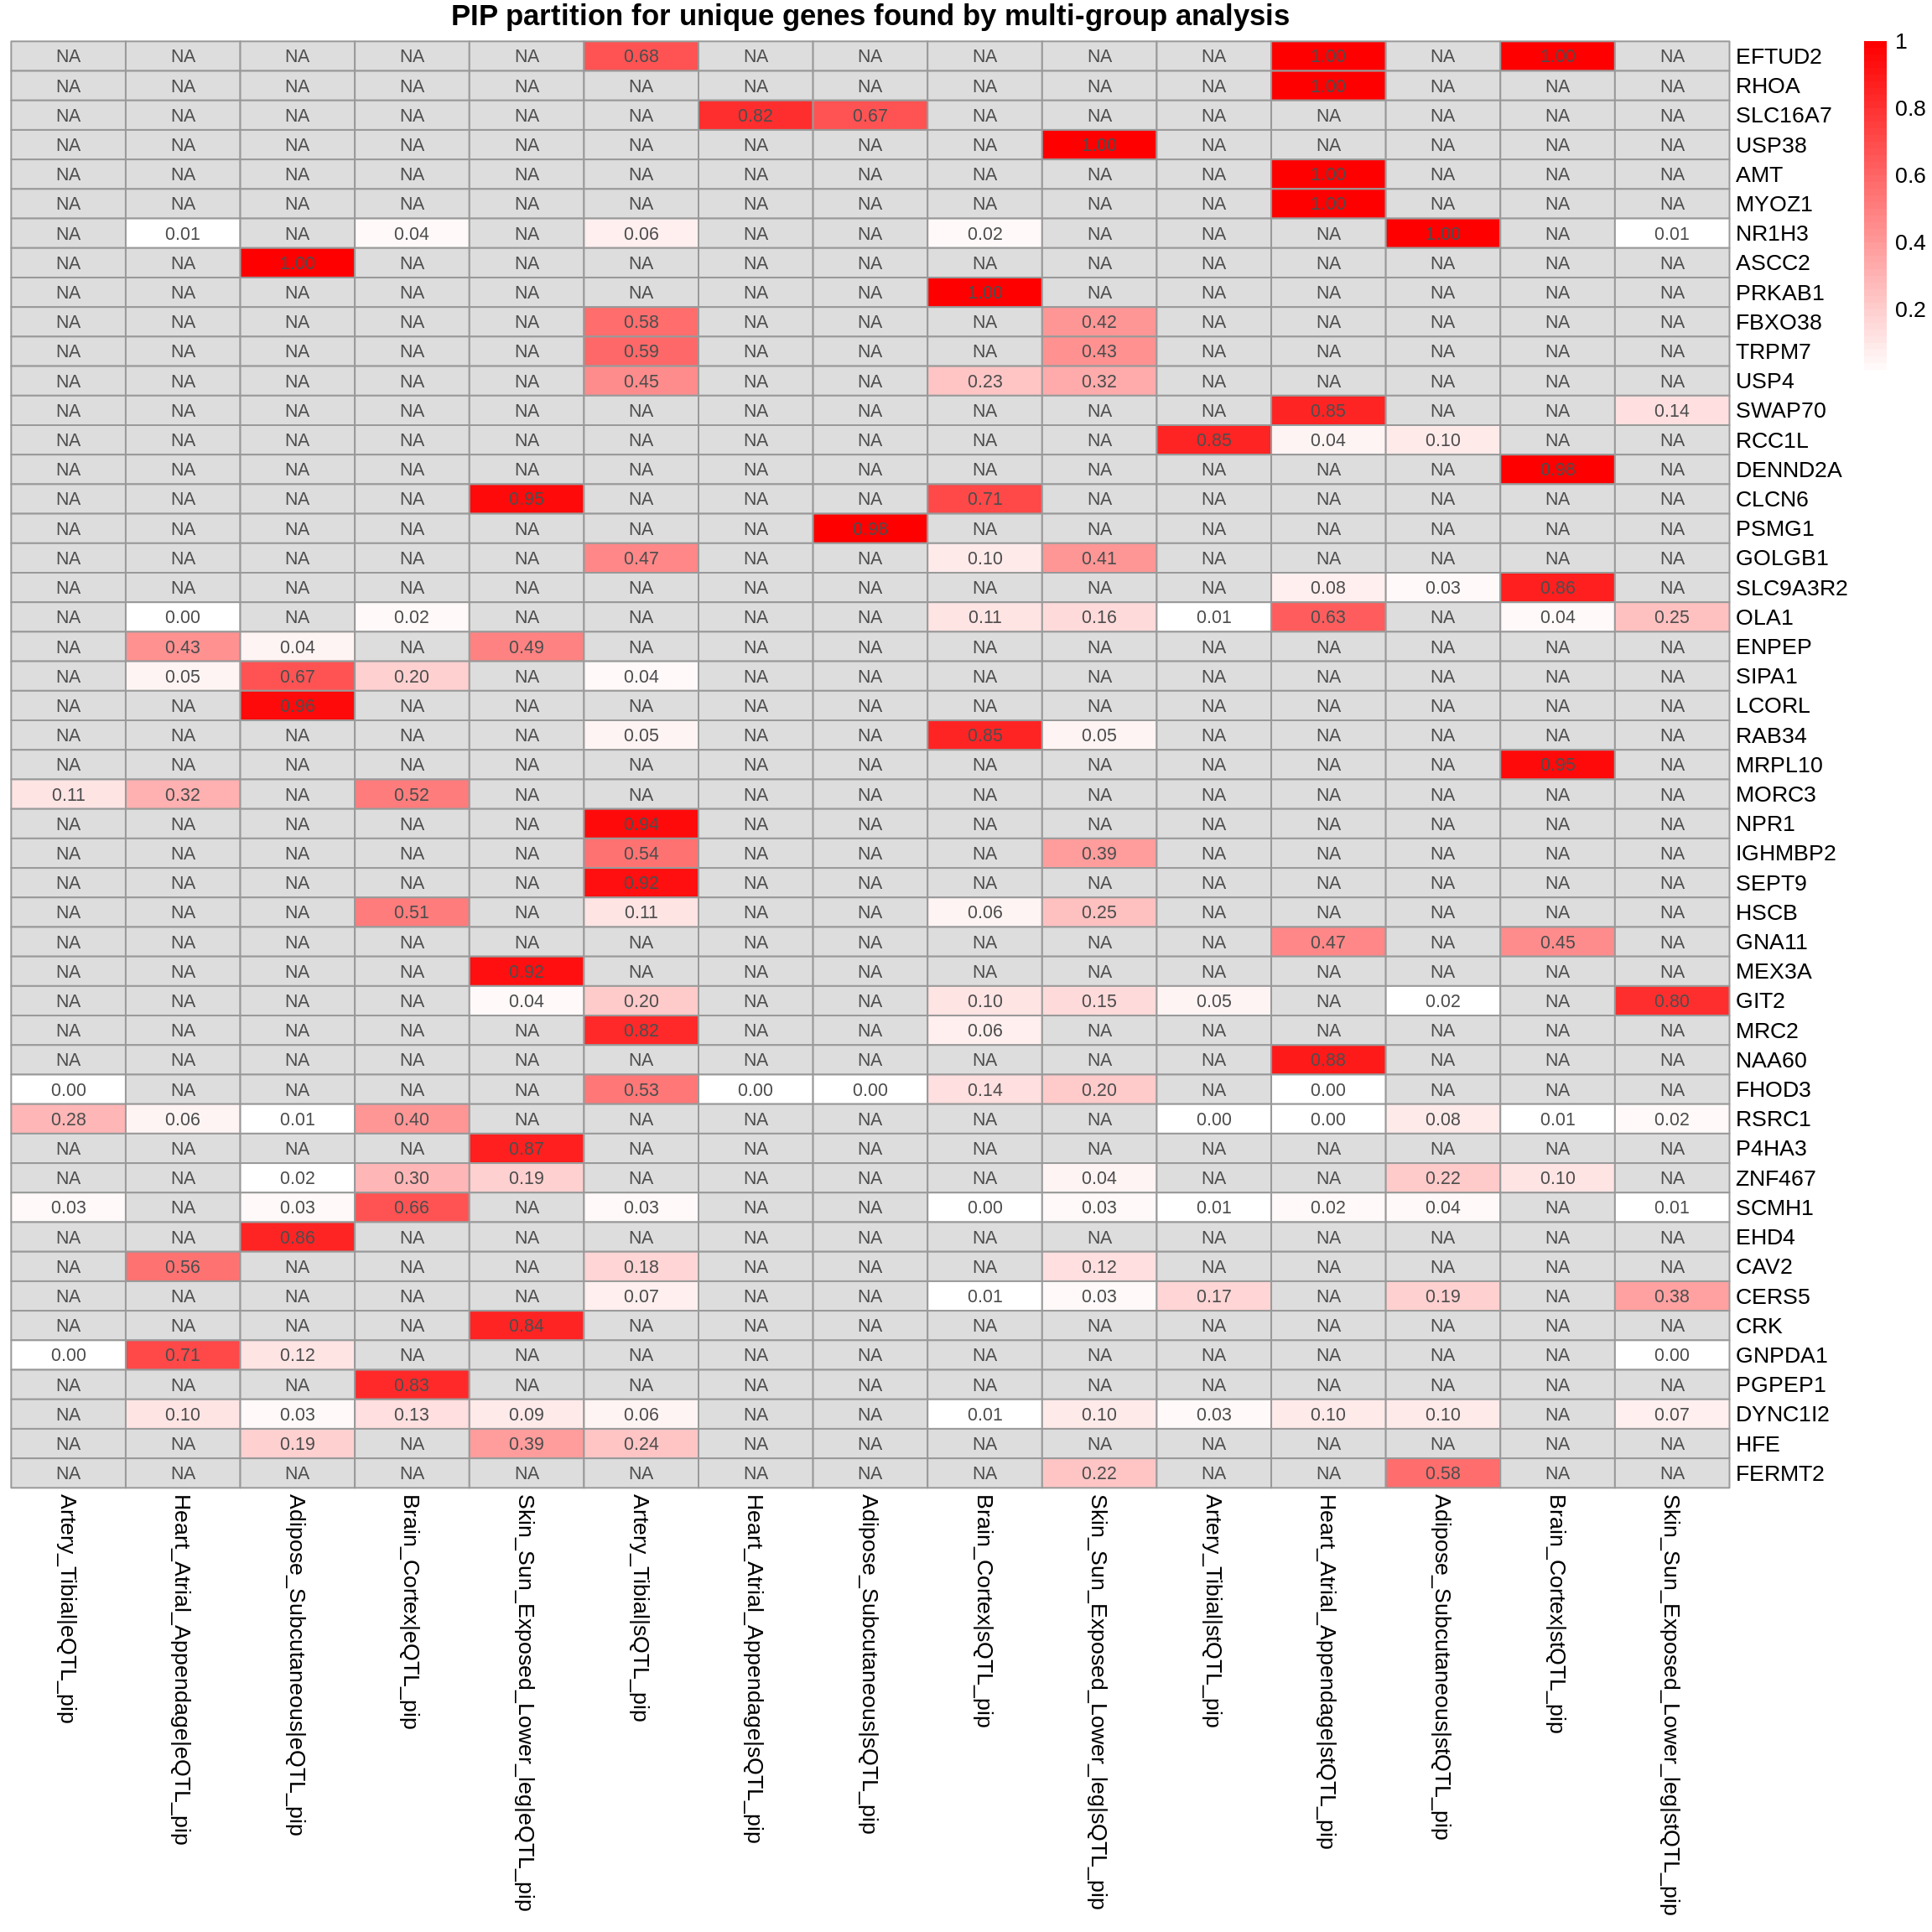 PIP partition for unique genes found by multi-group analysis
NA NA NA NA NA 0.68 NA NA NA NA NA 1.00 NA 1.00 NA EFTUD2
NA NA NA NA NA NA NA NA NA NA NA 1.00 NA NA NA RHOA
NA NA NA NA NA NA 0.82 0.67 NA NA NA NA NA NA NA SLC16A7
NA NA NA NA NA NA NA NA NA 1.00 NA NA NA NA NA USP38
NA NA NA NA NA NA NA NA NA NA NA 1.00 NA NA NA AMT
NA NA NA NA NA NA NA NA NA NA NA 1.00 NA NA NA MYOZ1
NA 0.01 NA 0.04 NA 0.06 NA NA 0.02 NA NA NA 1.00 NA 0.01 NR1H3
NA NA 1.00 NA NA NA NA NA NA NA NA NA NA NA NA ASCC2
NA NA NA NA NA NA NA NA 1.00 NA NA NA NA NA NA PRKAB1
NA NA NA NA NA 0.58 NA NA NA 0.42 NA NA NA NA NA FBXO38
NA NA NA NA NA 0.59 NA NA NA 0.43 NA NA NA NA NA TRPM7
NA NA NA NA NA 0.45 NA NA 0.23 0.32 NA NA NA NA NA USP4
NA NA NA NA NA NA NA NA NA NA NA 0.85 NA NA 0.14 SWAP70
NA NA NA NA NA NA NA NA NA NA 0.85 0.04 0.10 NA NA RCC1L
NA NA NA NA NA NA NA NA NA NA NA NA NA 0.98 NA DENND2A
NA NA NA NA 0.95 NA NA NA 0.71 NA NA NA NA NA NA CLCN6
NA NA NA NA NA NA NA 0.98 NA NA NA NA NA NA NA PSMG1
NA NA NA NA NA 0.47 NA NA 0.10 0.41 NA NA NA NA NA GOLGB1
NA NA NA NA NA NA NA NA NA NA NA 0.08 0.03 0.86 NA SLC9A3R2
NA 0.00 NA 0.02 NA NA NA NA 0.11 0.16 0.01 0.63 NA 0.04 0.25 OLA1
NA 0.43 0.04 NA 0.49 NA NA NA NA NA NA NA NA NA NA ENPEP
NA 0.05 0.67 0.20 NA 0.04 NA NA NA NA NA NA NA NA NA SIPA1
NA NA 0.96 NA NA NA NA NA NA NA NA NA NA NA NA LCORL
NA NA NA NA NA 0.05 NA NA 0.85 0.05 NA NA NA NA NA RAB34
NA NA NA NA NA NA NA NA NA NA NA NA NA 0.95 NA MRPL10
0.11 0.32 NA 0.52 NA NA NA NA NA NA NA NA NA NA NA MORC3
NA NA NA NA NA 0.94 NA NA NA NA NA NA NA NA NA NPR1
NA NA NA NA NA 0.54 NA NA NA 0.39 NA NA NA NA NA IGHMBP2
NA NA NA NA NA 0.92 NA NA NA NA NA NA NA NA NA SEPT9
NA NA NA 0.51 NA 0.11 NA NA 0.06 0.25 NA NA NA NA NA HSCB
NA NA NA NA NA NA NA NA NA NA NA 0.47 NA 0.45 NA GNA11
NA NA NA NA 0.92 NA NA NA NA NA NA NA NA NA NA MEX3A
NA NA NA NA 0.04 0.20 NA NA 0.10 0.15 0.05 NA 0.02 NA 0.80 GIT2
NA NA NA NA NA 0.82 NA NA 0.06 NA NA NA NA NA NA MRC2
NA NA NA NA NA NA NA NA NA NA NA 0.88 NA NA NA NAA60
0.00 NA NA NA NA 0.53 0.00 0.00 0.14 0.20 NA 0.00 NA NA NA FHOD3
0.28 0.06 0.01 0.40 NA NA NA NA NA NA 0.00 0.00 0.08 0.01 0.02 RSRC1
NA NA NA NA 0.87 NA NA NA NA NA NA NA NA NA NA P4HA3
NA NA 0.02 0.30 0.19 NA NA NA NA 0.04 NA NA 0.22 0.10 NA ZNF467
0.03 NA 0.03 0.66 NA 0.03 NA NA 0.00 0.03 0.01 0.02 0.04 NA 0.01 SCMH1
NA NA 0.86 NA NA NA NA NA NA NA NA NA NA NA NA EHD4
NA 0.56 NA NA NA 0.18 NA NA NA 0.12 NA NA NA NA NA CAV2
NA NA NA NA NA 0.07 NA NA 0.01 0.03 0.17 NA 0.19 NA 0.38 CERS5
NA NA NA NA 0.84 NA NA NA NA NA NA NA NA NA NA CRK
0.00 0.71 0.12 NA NA NA NA NA NA NA NA NA NA NA 0.00 GNPDA1
NA NA NA 0.83 NA NA NA NA NA NA NA NA NA NA NA PGPEP1
NA 0.10 0.03 0.13 0.09 0.06 NA NA 0.01 0.10 0.03 0.10 0.10 NA 0.07 DYNC1I2
NA NA 0.19 NA 0.39 0.24 NA NA NA NA NA NA NA NA NA HFE
NA NA NA NA NA NA NA NA NA 0.22 NA NA 0.58 NA NA FERMT2
Artery_Tibial|eQTL_pip
Heart_Atrial_Appendage|eQTL_pip
Adipose_Subcutaneous|eQTL_pip
Brain_Cortex|eQTL_pip
Skin_Sun_Exposed_Lower_leg|eQTL_pip
Artery_Tibial|sQTL_pip
Heart_Atrial_Appendage|sQTL_pip
Adipose_Subcutaneous|sQTL_pip
Brain_Cortex|sQTL_pip
Skin_Sun_Exposed_Lower_leg|sQTL_pip
Artery_Tibial|stQTL_pip
Heart_Atrial_Appendage|stQTL_pip
Adipose_Subcutaneous|stQTL_pip
Brain_Cortex|stQTL_pip
Skin_Sun_Exposed_Lower_leg|stQTL_pip
1
0.8
0.6
0.4
0.2